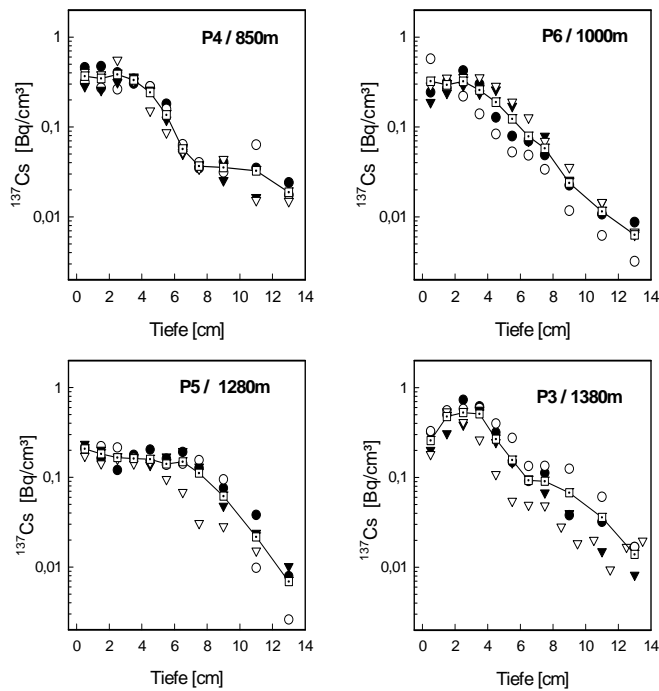 P4 / 850m
1
0,1
0,01
¹³⁷Cs [Bq/cm³]
0 2 4 6 8 10 12 14
Tiefe [cm]
P6 / 1000m
1
0,1
0,01
¹³⁷Cs [Bq/cm³]
0 2 4 6 8 10 12 14
Tiefe [cm]
P5 / 1280m
1
0,1
0,01
¹³⁷Cs [Bq/cm³]
0 2 4 6 8 10 12 14
Tiefe [cm]
P3 / 1380m
1
0,1
0,01
¹³⁷Cs [Bq/cm³]
0 2 4 6 8 10 12 14
Tiefe [cm]